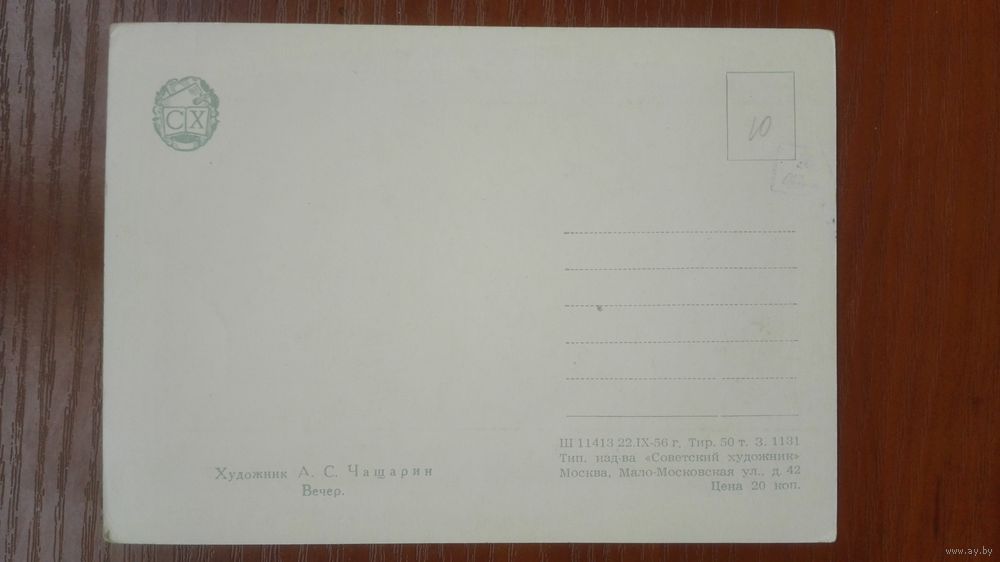 СХ
10
Художник А. С. Чащарин
Вечер.
Ш 11413 22.IX-56 г. Тир. 50 т. З. 1131
Тип. изд-ва «Советский художник»
Москва, Мало-Московская ул., д. 42
Цена 20 коп.
www.ay.by